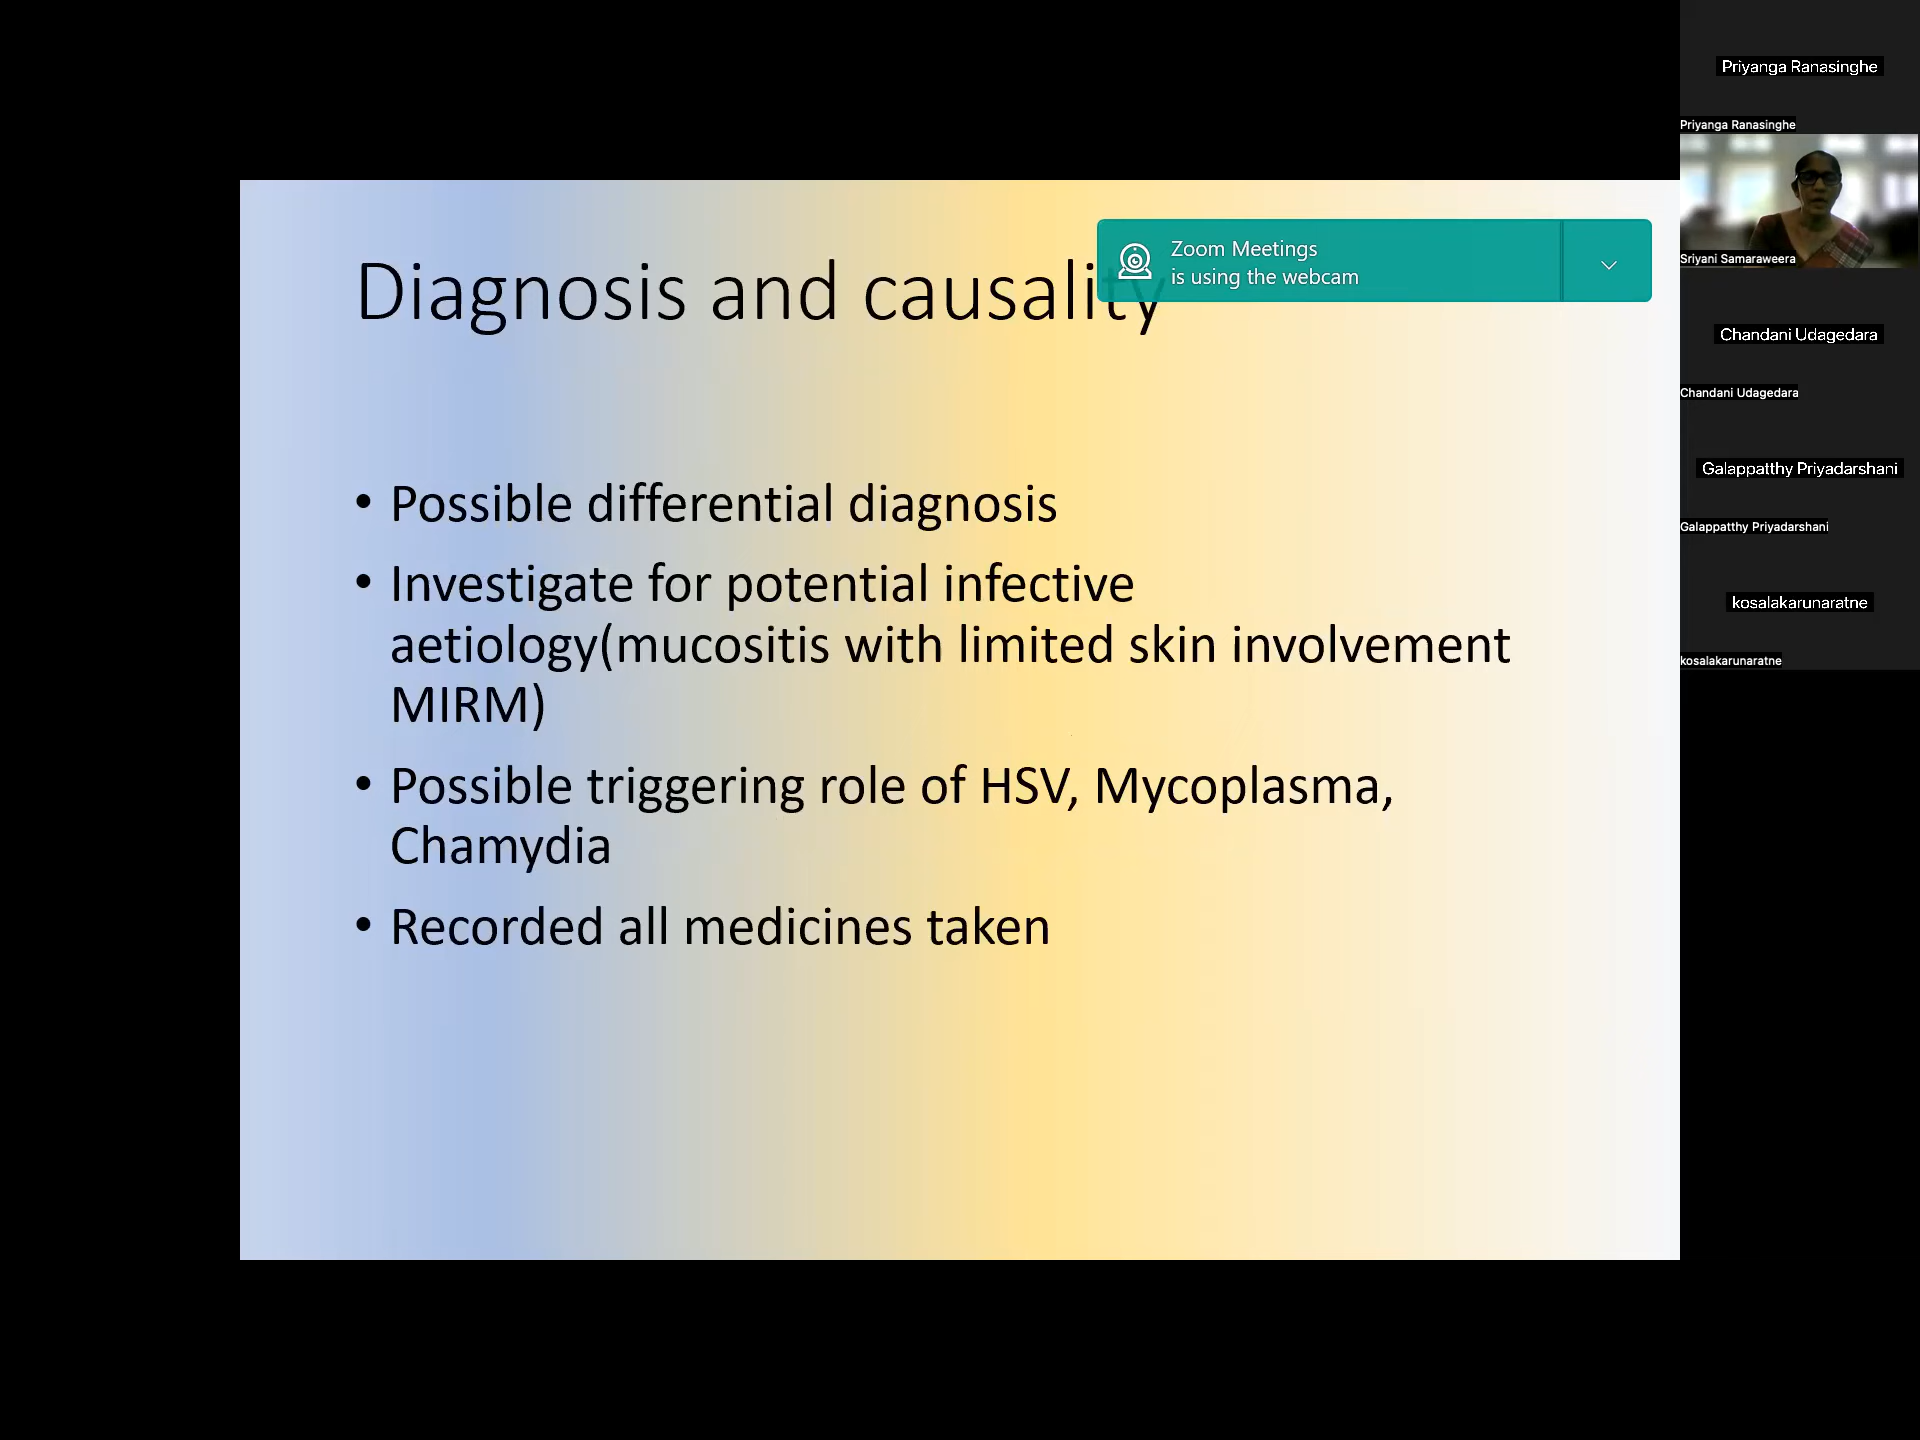 Diagnosis and causality
Zoom Meetings
is using the webcam
• Possible differential diagnosis
• Investigate for potential infective
aetiology(mucositis with limited skin involvement
MIRM)
• Possible triggering role of HSV, Mycoplasma,
Chamydia
• Recorded all medicines taken
Priyanga Ranasinghe
Priyanga Ranasinghe
Sriyani Samaraweera
Chandani Udagedara
Chandani Udagedara
Galappatthy Priyadarshani
Galappatthy Priyadarshani
kosalakarunaratne
kosalakarunaratne